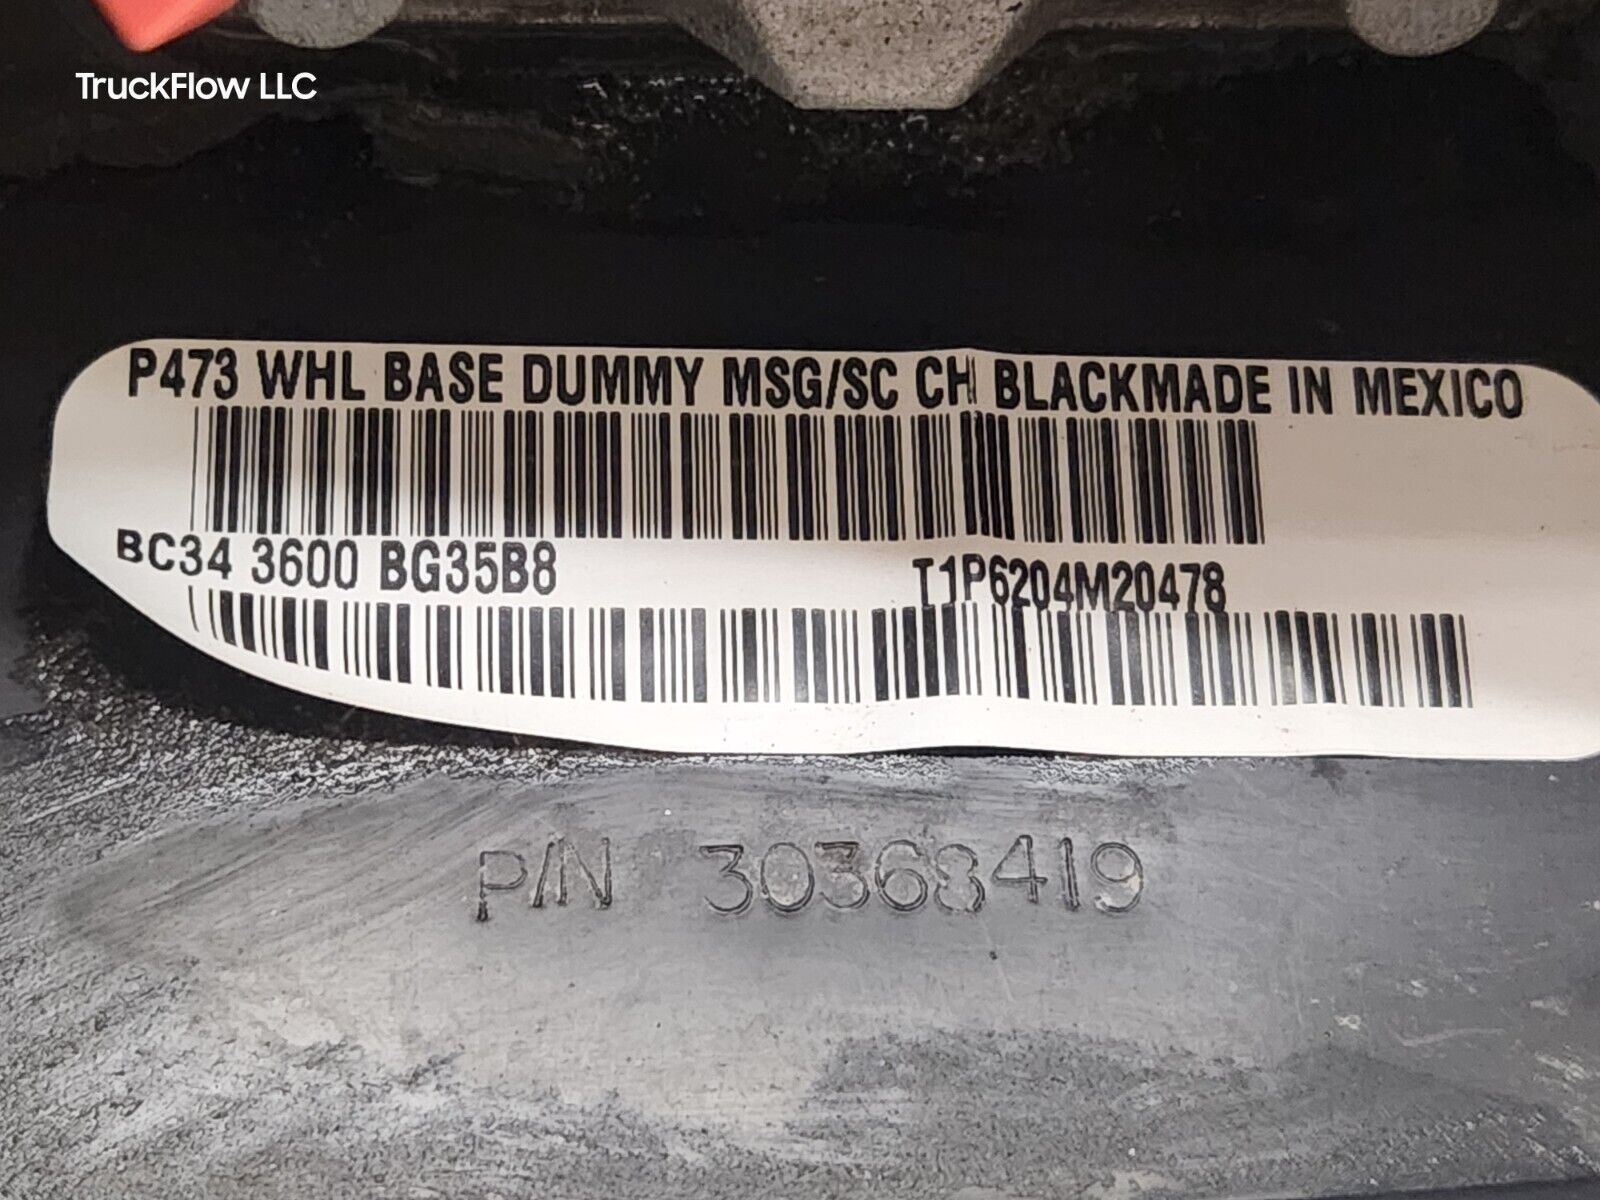 TruckFlow LLC
P473 WHL BASE DUMMY MSG/SC CH BLACKMADE IN MEXICO
BC34 3600 BG35B8 T1P6204M20478
P/N 30368419